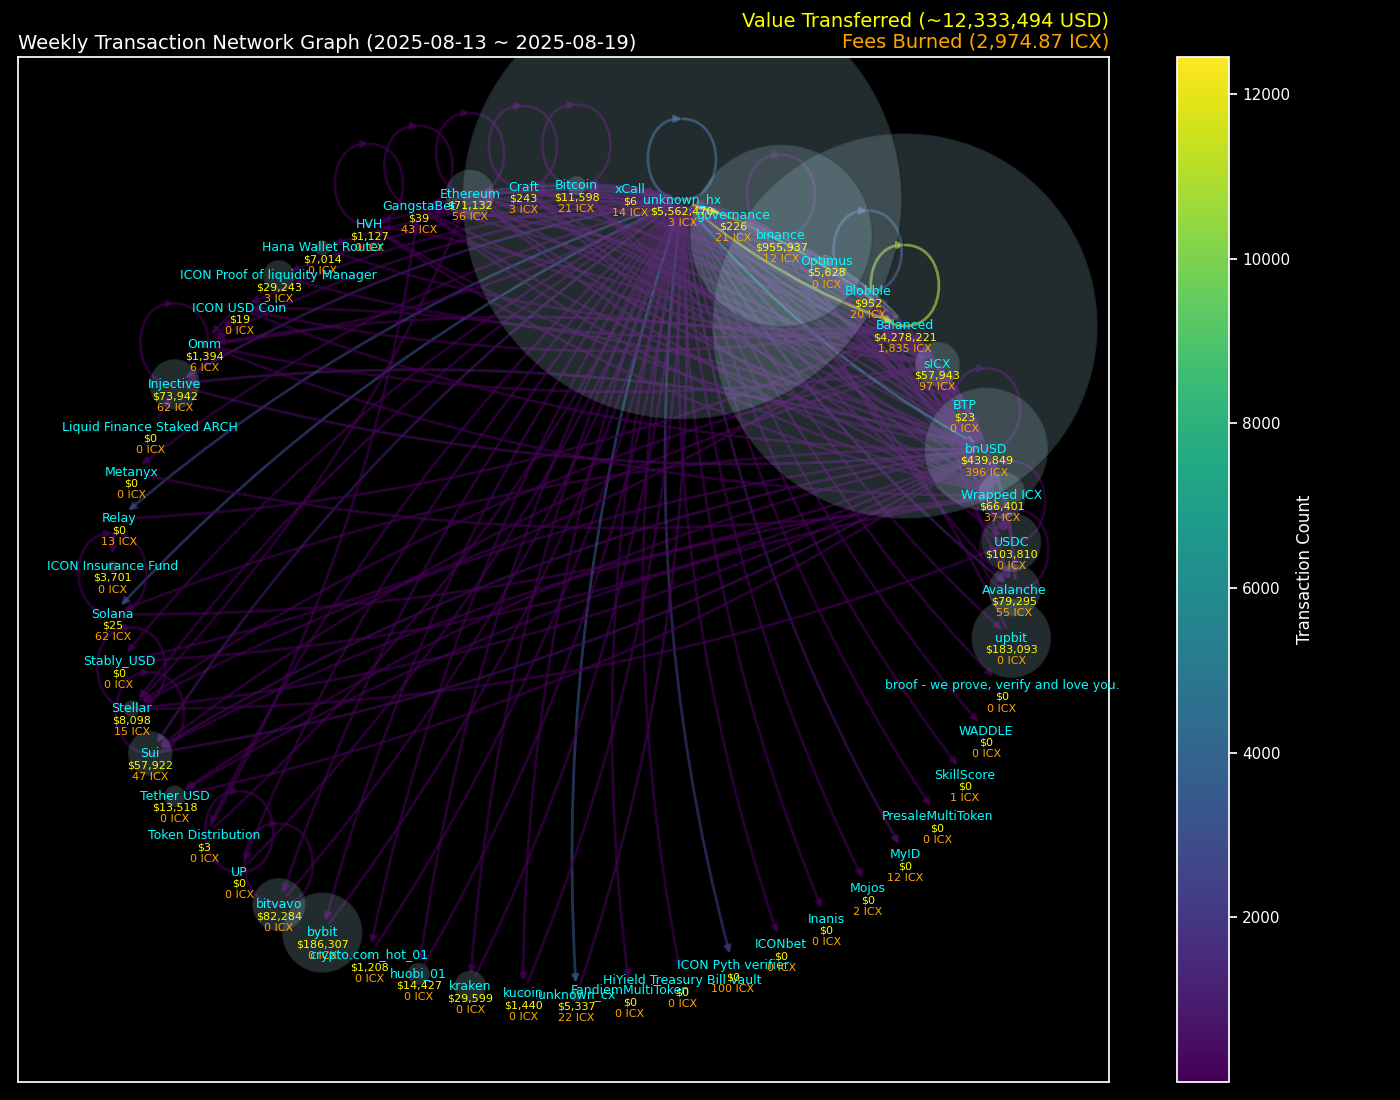 Value Transferred (~12,333,494 USD)
Weekly Transaction Network Graph (2025-08-13 ~ 2025-08-19)
Fees Burned (2,974.87 ICX)
Ethereum
$71,132
56 ICX
Craft
$243
3 ICX
Bitcoin
$11,598
21 ICX
xCall
$6
14 ICX
unknown_hx
3 ICX
governance
$226
21 ICX
binance
$955,937
12 ICX
Optimus
$5,628
0 ICX
Blobble
$952
20 ICX
Balanced
$4,278,221
1,835 ICX
sICX
$57,943
97 ICX
BTP
$23
0 ICX
bnUSD
$439,849
396 ICX
Wrapped ICX
$66,401
37 ICX
USDC
$103,810
0 ICX
Avalanche
$79,295
55 ICX
upbit
$183,093
0 ICX
broof - we prove, verify and love you.
$0
0 ICX
WADDLE
$0
0 ICX
SkillScore
$0
1 ICX
PresaleMultiToken
$0
0 ICX
MyID
$0
12 ICX
Mojos
$0
2 ICX
Inanis
$0
0 ICX
ICONbet
$0
0 ICX
ICON Pyth verifier
$0
100 ICX
HiYield Treasury Bill Vault
$0
0 ICX
FandiemMultiToken
$0
0 ICX
unknown_cx
$5,337
22 ICX
kucoin
$1,440
0 ICX
kraken
$29,599
0 ICX
huobi_01
$14,427
0 ICX
crypto.com_hot_01
$1,208
0 ICX
bybit
$186,307
0 ICX
bitvavo
$82,284
0 ICX
UP
$0
0 ICX
Token Distribution
$3
0 ICX
Tether USD
$13,518
0 ICX
Sui
$57,922
47 ICX
Stellar
$8,098
15 ICX
Stably_USD
$0
0 ICX
Solana
$25
62 ICX
ICON Insurance Fund
$3,701
0 ICX
Relay
$0
13 ICX
Metanyx
$0
0 ICX
Liquid Finance Staked ARCH
$0
0 ICX
Injective
$73,942
62 ICX
Omm
$1,394
6 ICX
ICON USD Coin
$19
0 ICX
ICON Proof of liquidity Manager
$29,243
3 ICX
Hana Wallet Router
$7,014
0 ICX
HVH
$1,127
0 ICX
GangstaBet
$39
43 ICX
12000
10000
8000
6000
4000
2000
Transaction Count